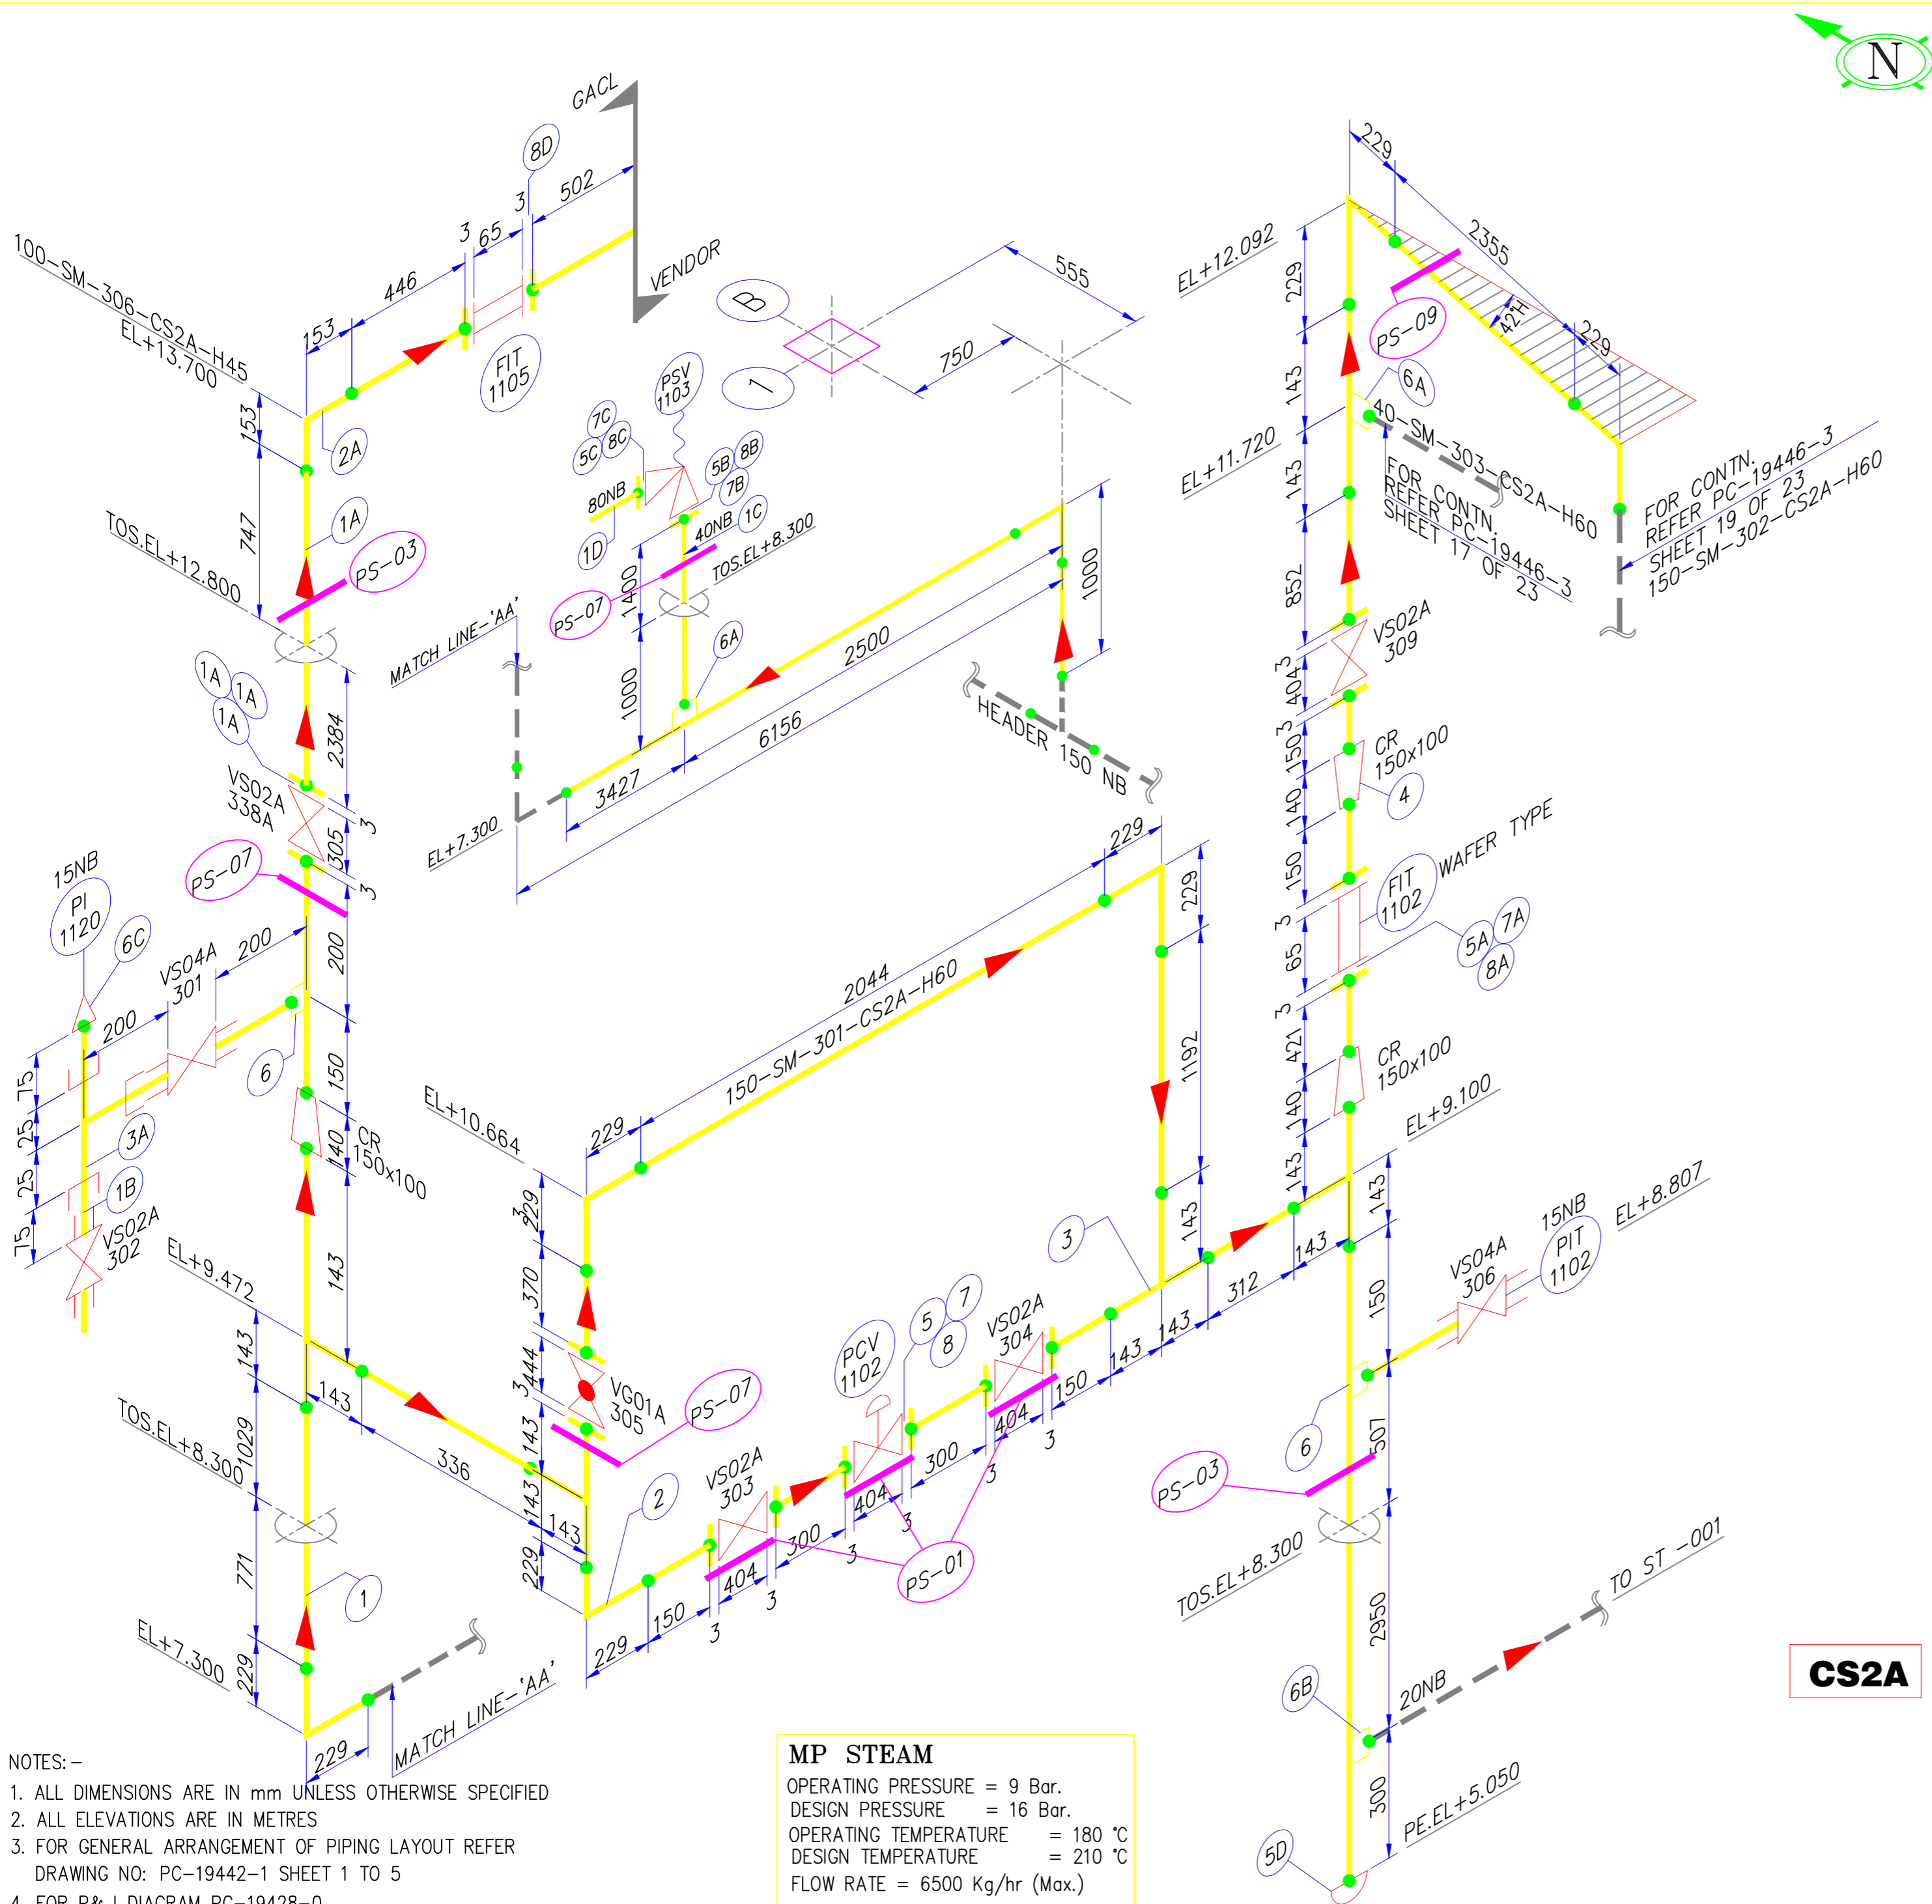 N
GACL
VENDOR
8D
502
3
65
3
446
153
FIT
1105
100-SM-306-CS2A-H45
EL+13.700
153
2A
747
1A
TOS.EL+12.800
PS-03
1A
1A
1A
2384
VS02A
338A
3
305
3
PS-07
15NB
PI
1120
6C
VS04A
301
200
200
200
6
150
75
25
3A
25
1B
75
VS02A
302
140
CR
150x100
143
EL+9.472
143
TOS.EL+8.300
1029
143
336
143
771
1
EL+7.300
229
229
MATCH LINE-'AA'
B
1
555
750
PSV
1103
7C
5C
8C
5B
8B
7B
80NB
1D
40NB
1C
TOS.EL+8.300
1400
PS-07
MATCH LINE-'AA'
6A
1000
2500
6156
3427
1000
HEADER 150 NB
EL+7.300
229
229
2044
150-SM-301-CS2A-H60
1192
EL+10.664
229
229
3
370
444
3
VG01A
305
PS-07
143
143
229
2
229
150
3
VS02A
303
404
3
300
3
PCV
1102
5
7
8
404
3
300
3
VS02A
304
404
3
150
143
143
312
143
143
3
PS-01
EL+12.092
229
2355
229
42°H
PS-09
229
143
6A
40-SM-303-CS2A-H60
FOR CONTN.
REFER PC-19446-3
SHEET 17 OF 23
FOR CONTN.
REFER PC-19446-3
SHEET 19 OF 23
150-SM-302-CS2A-H60
EL+11.720
143
852
VS02A
309
3
404
3
150
CR
150x100
140
4
150
WAFER TYPE
FIT
1102
3
65
3
5A
7A
8A
421
CR
150x100
140
143
EL+9.100
143
EL+8.807
15NB
PIT
1102
VS04A
306
150
6
507
PS-03
TOS.EL+8.300
2950
TO ST -001
20NB
6B
300
PE.EL+5.050
5D
CS2A
NOTES:-
1. ALL DIMENSIONS ARE IN mm UNLESS OTHERWISE SPECIFIED
2. ALL ELEVATIONS ARE IN METRES
3. FOR GENERAL ARRANGEMENT OF PIPING LAYOUT REFER
DRAWING NO: PC-19442-1 SHEET 1 TO 5
4. FOR P& I DIAGRAM PC-19428-0
MP STEAM
OPERATING PRESSURE = 9 Bar.
DESIGN PRESSURE = 16 Bar.
OPERATING TEMPERATURE = 180 °C
DESIGN TEMPERATURE = 210 °C
FLOW RATE = 6500 Kg/hr (Max.)